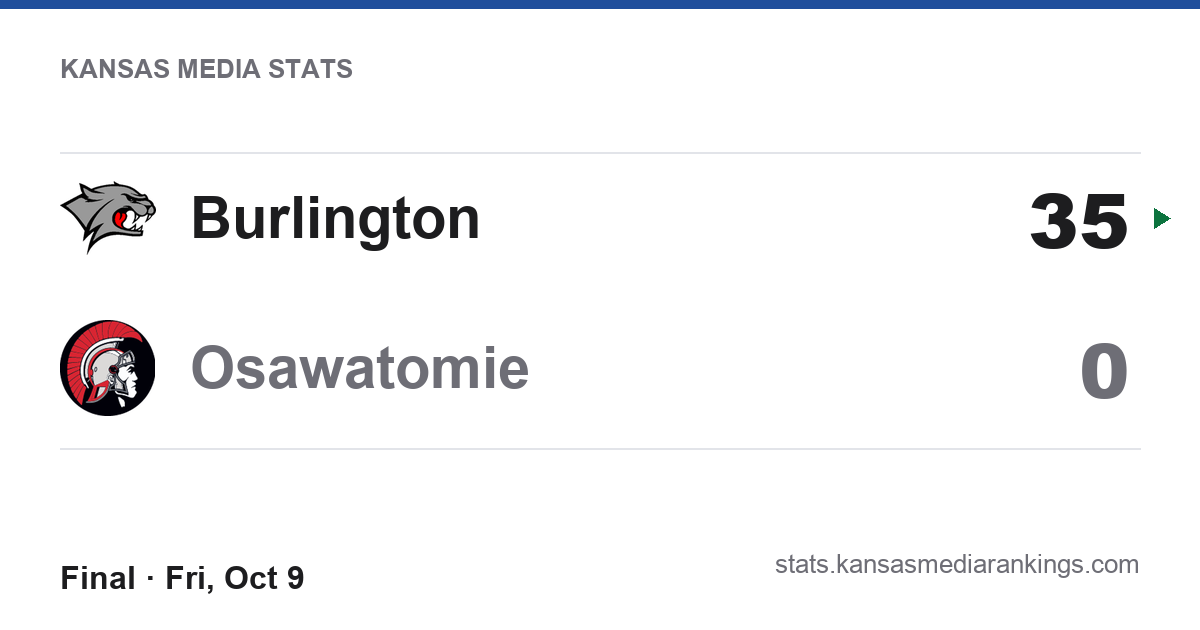 KANSAS MEDIA STATS
Burlington 35
Osawatomie 0
Final · Fri, Oct 9
stats.kansasmediarankings.com